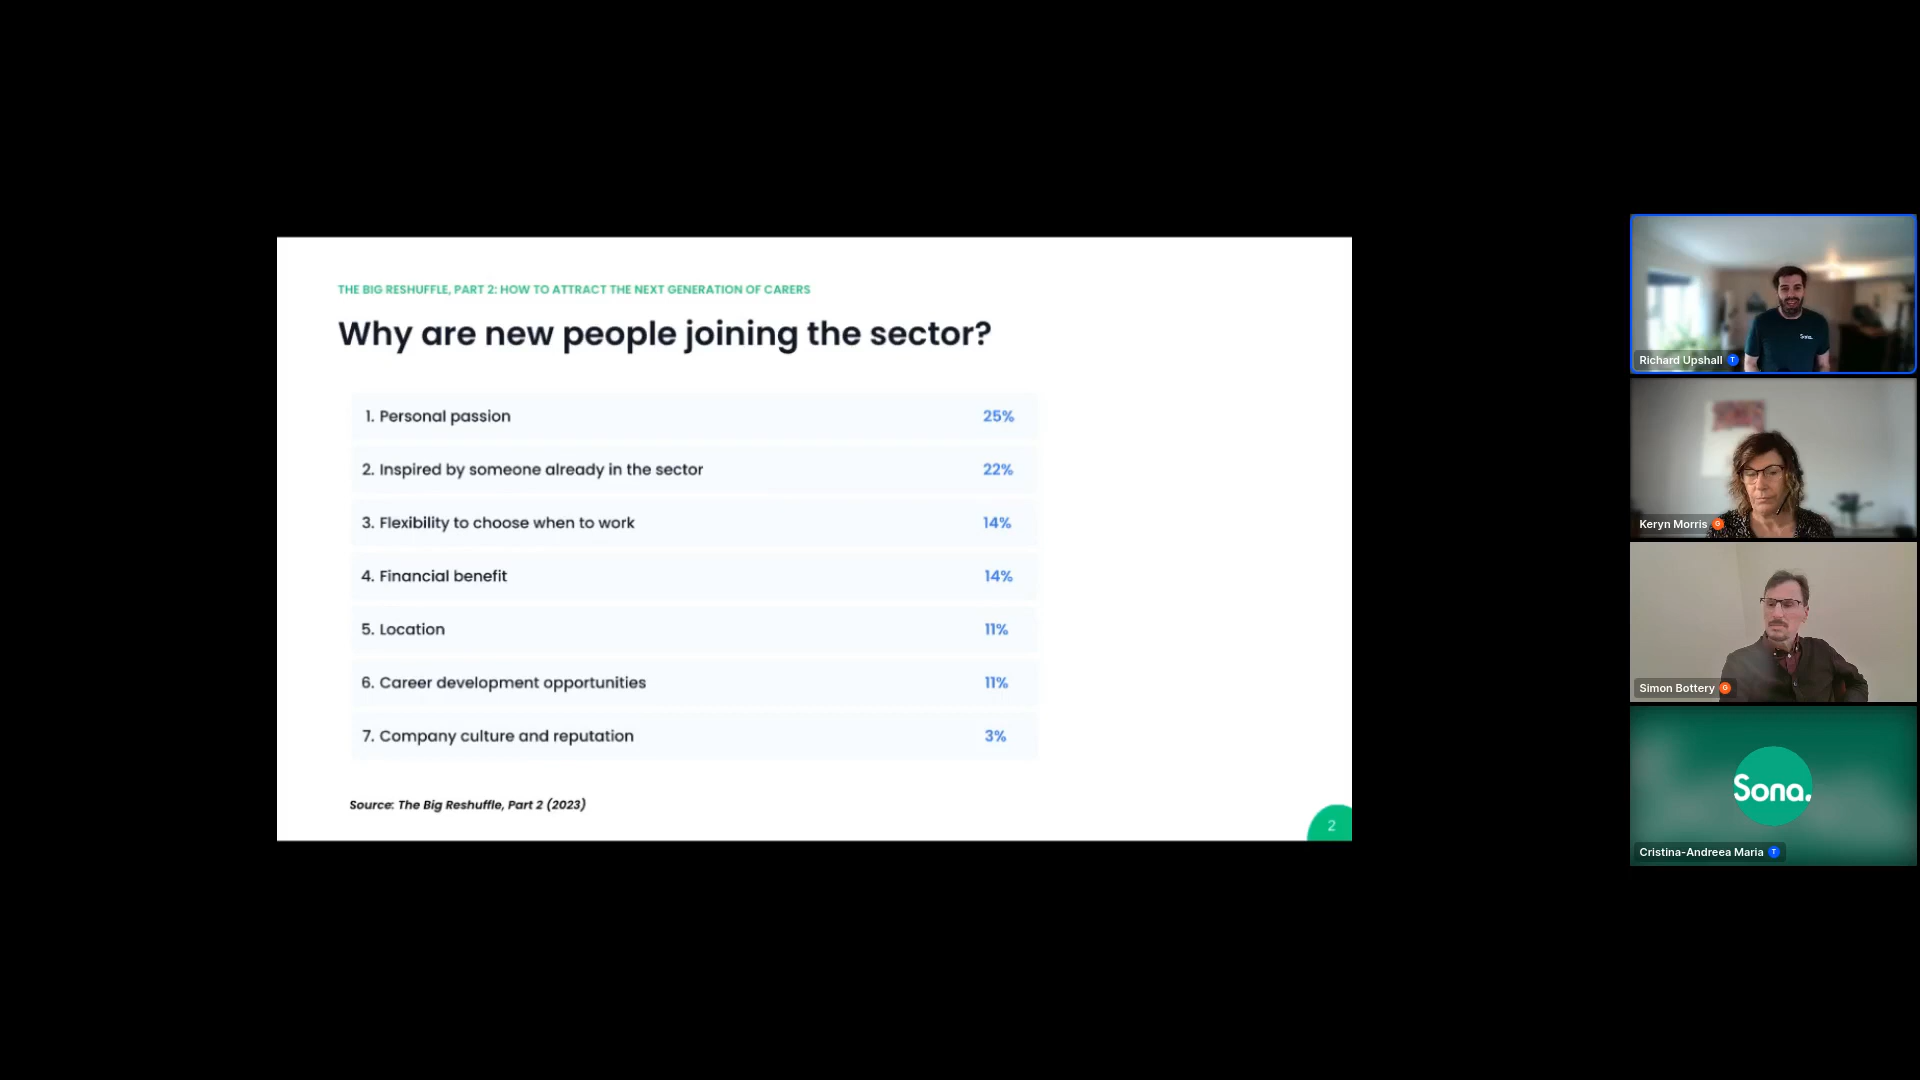 THE BIG RESHUFFLE, PART 2: HOW TO ATTRACT THE NEXT GENERATION OF CARERS
Why are new people joining the sector?
1. Personal passion 25%
2. Inspired by someone already in the sector 22%
3. Flexibility to choose when to work 14%
4. Financial benefit 14%
5. Location 11%
6. Career development opportunities 11%
7. Company culture and reputation 3%
Source: The Big Reshuffle, Part 2 (2023)
2
Sona.
Richard Upshall T
Keryn Morris G
Simon Bottery G
Sona.
Cristina-Andreea Maria T